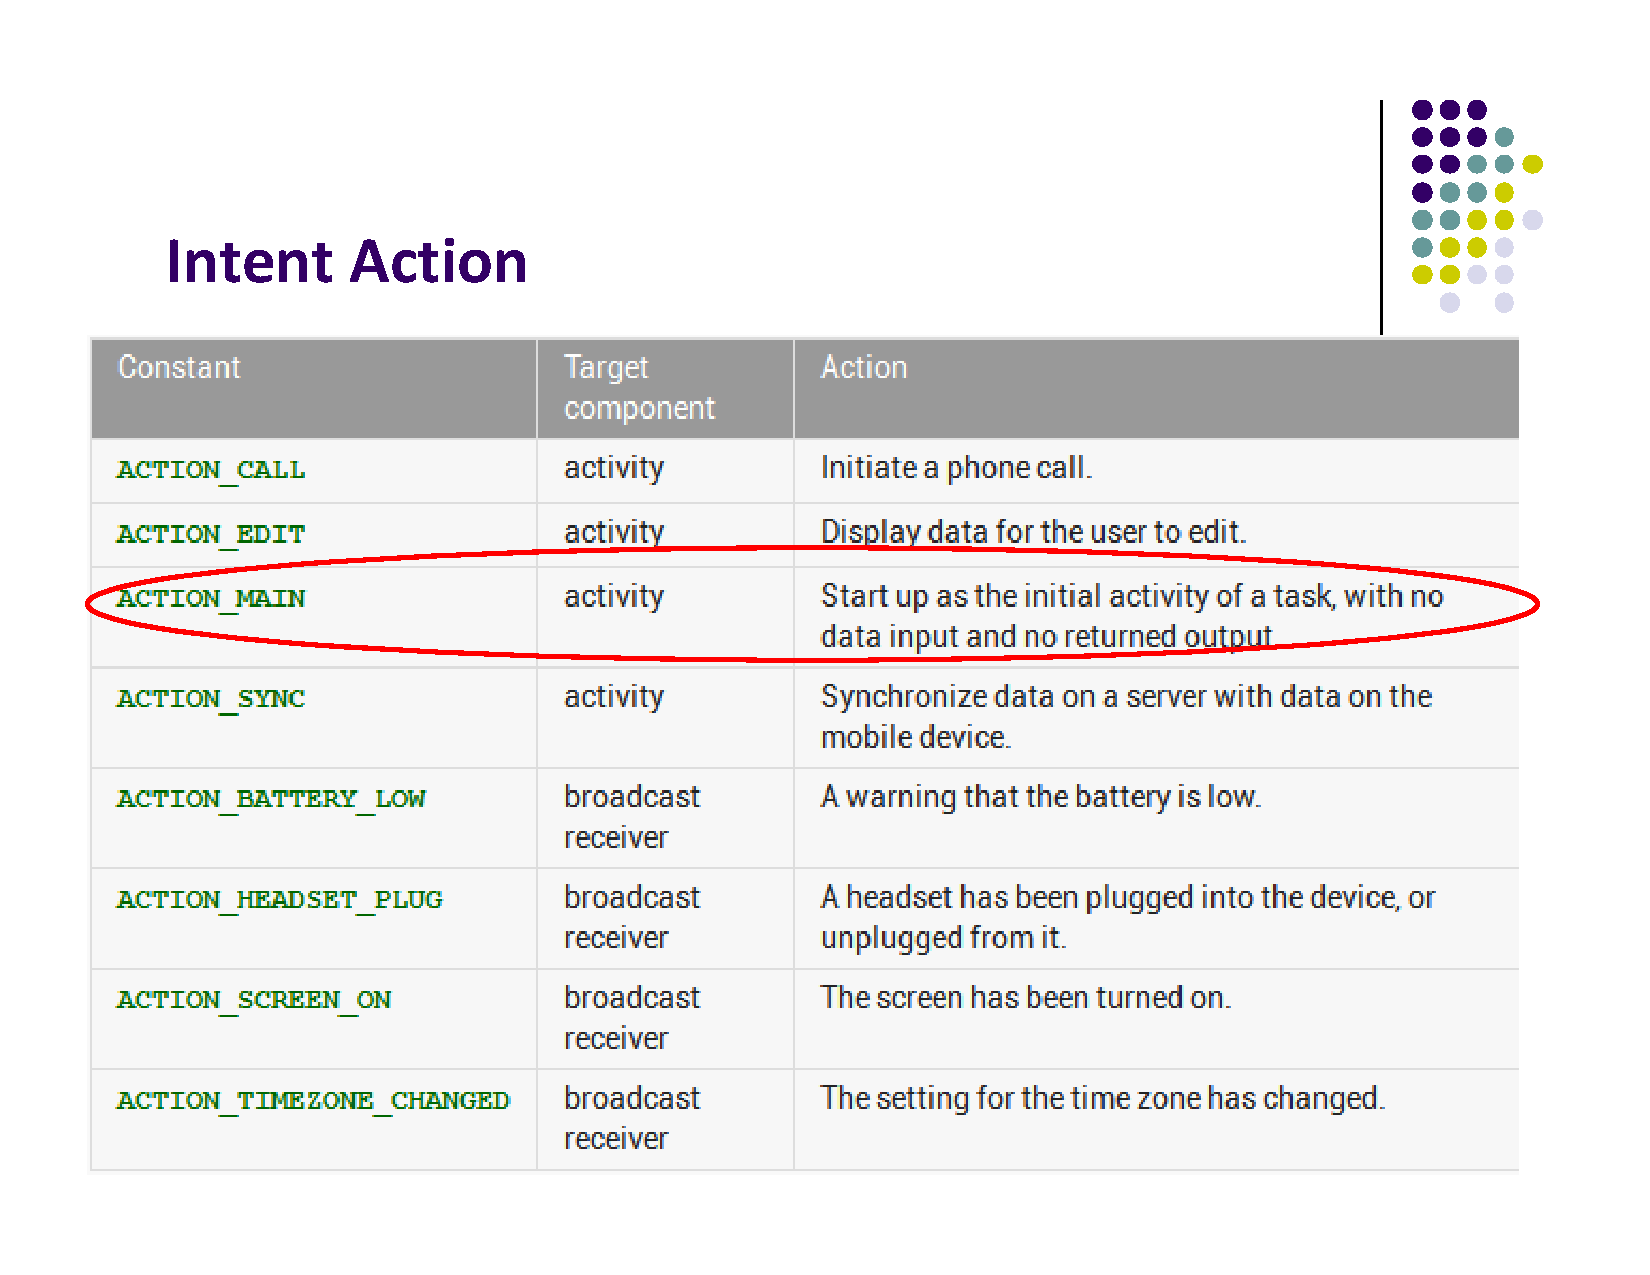 Intent Action
Constant Target Action
component
ACTION_CALL activity Initiate a phone call.
ACTION_EDIT activity Display data for the user to edit.
ACTION_MAIN activity Start up as the initial activity of a task, with no
data input and no returned output.
ACTION_SYNC activity Synchronize data on a server with data on the
mobile device.
ACTION_BATTERY_LOW broadcast A warning that the battery is low.
receiver
ACTION_HEADSET_PLUG broadcast A headset has been plugged into the device, or
receiver unplugged from it.
ACTION_SCREEN_ON broadcast The screen has been turned on.
receiver
ACTION_TIMEZONE_CHANGED broadcast The setting for the time zone has changed.
receiver